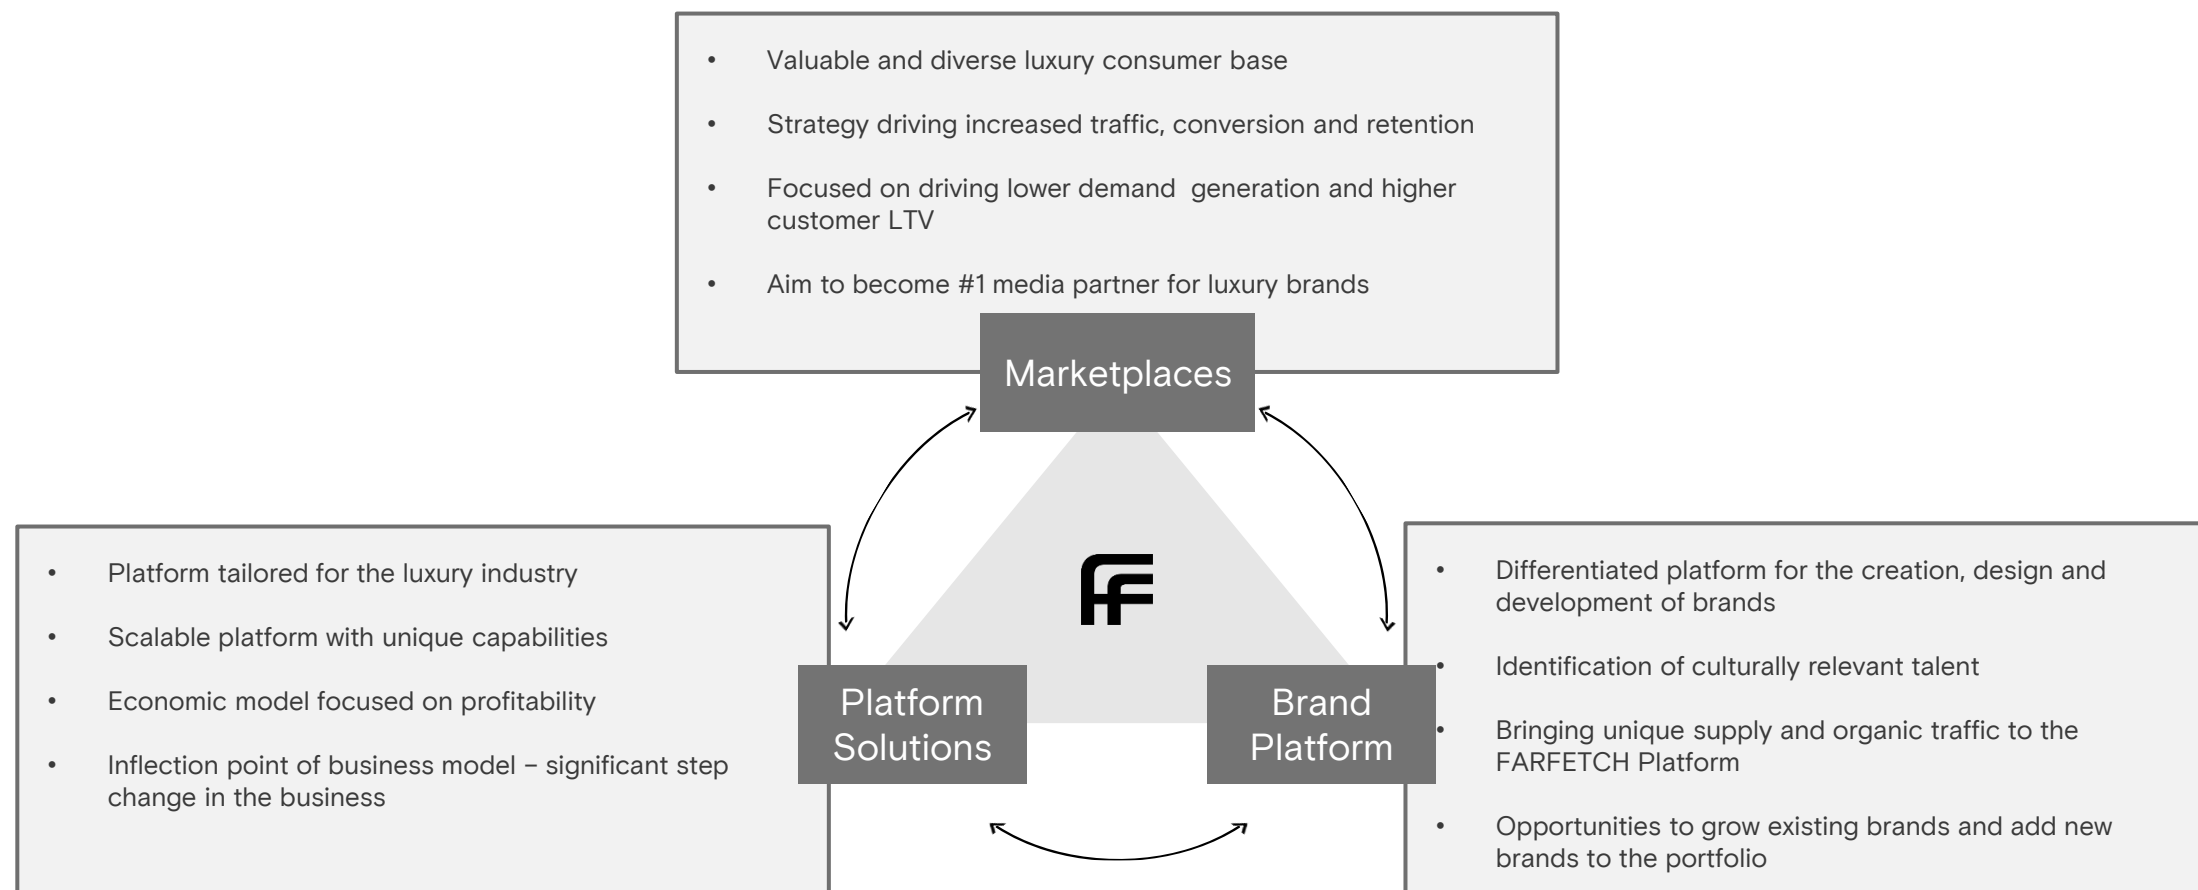 • Valuable and diverse luxury consumer base
• Strategy driving increased traffic, conversion and retention
• Focused on driving lower demand  generation and higher
customer LTV
• Aim to become #1 media partner for luxury brands
Marketplaces
• Platform tailored for the luxury industry
• Scalable platform with unique capabilities
• Economic model focused on profitability
• Inflection point of business model – significant step
change in the business
Platform
Solutions
Brand
Platform
• Differentiated platform for the creation, design and
development of brands
• Identification of culturally relevant talent
• Bringing unique supply and organic traffic to the
FARFETCH Platform
• Opportunities to grow existing brands and add new
brands to the portfolio